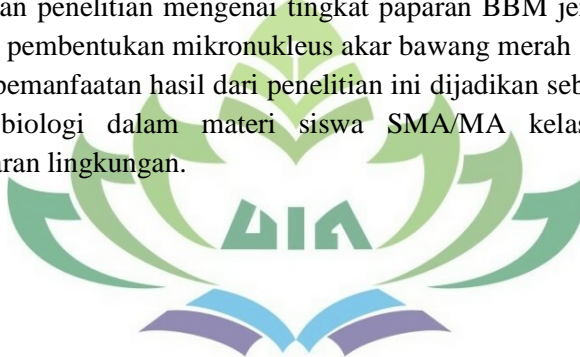 an penelitian mengenai tingkat paparan BBM je
pembentukan mikronukleus akar bawang merah
pemanfaatan hasil dari penelitian ini dijadikan seb
biologi dalam materi siswa SMA/MA kelas
ran lingkungan.
UIN